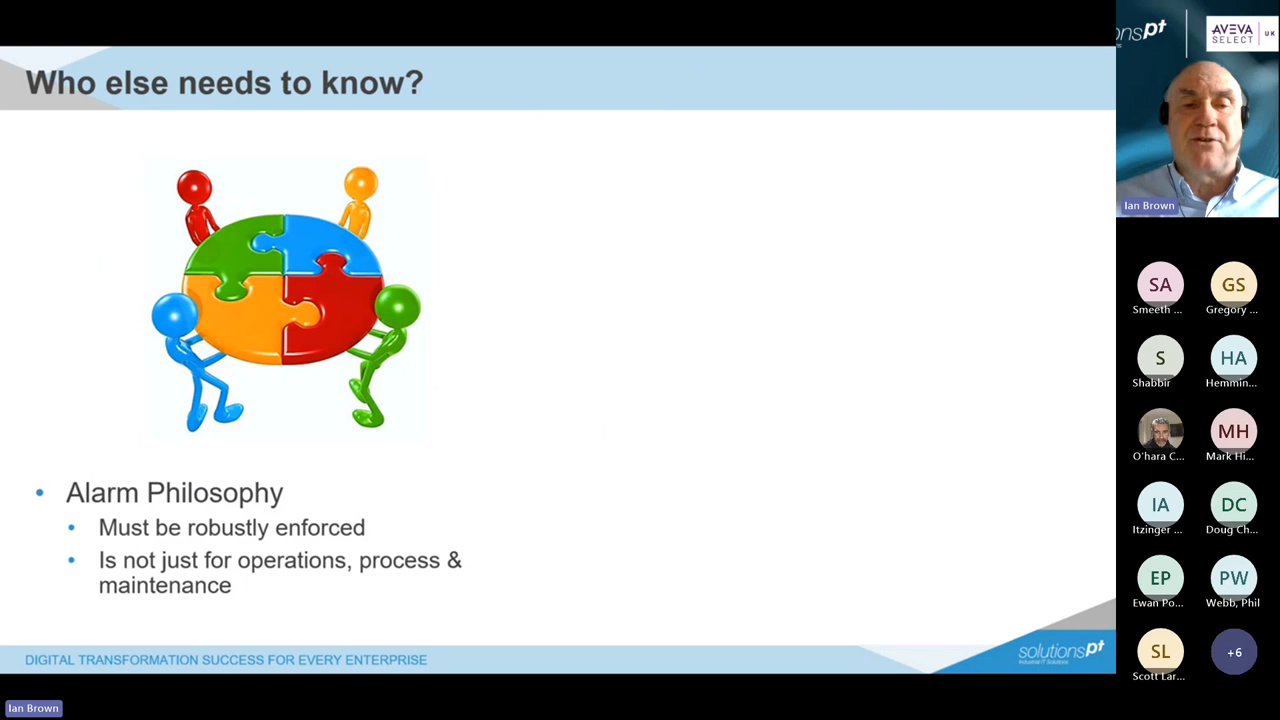 Who else needs to know?
• Alarm Philosophy
• Must be robustly enforced
• Is not just for operations, process &
maintenance
DIGITAL TRANSFORMATION SUCCESS FOR EVERY ENTERPRISE
solutionspt
Industrial IT Solutions
Ian Brown
onspt
AVEVA
SELECT
UK
Ian Brown
SA
Smeeth ...
GS
Gregory ...
S
Shabbir
HA
Hemmin...
O'hara C...
MH
Mark Hi...
IA
Itzinger ...
DC
Doug Ch...
EP
Ewan Po...
PW
Webb, Phil
SL
Scott Lar...
+6